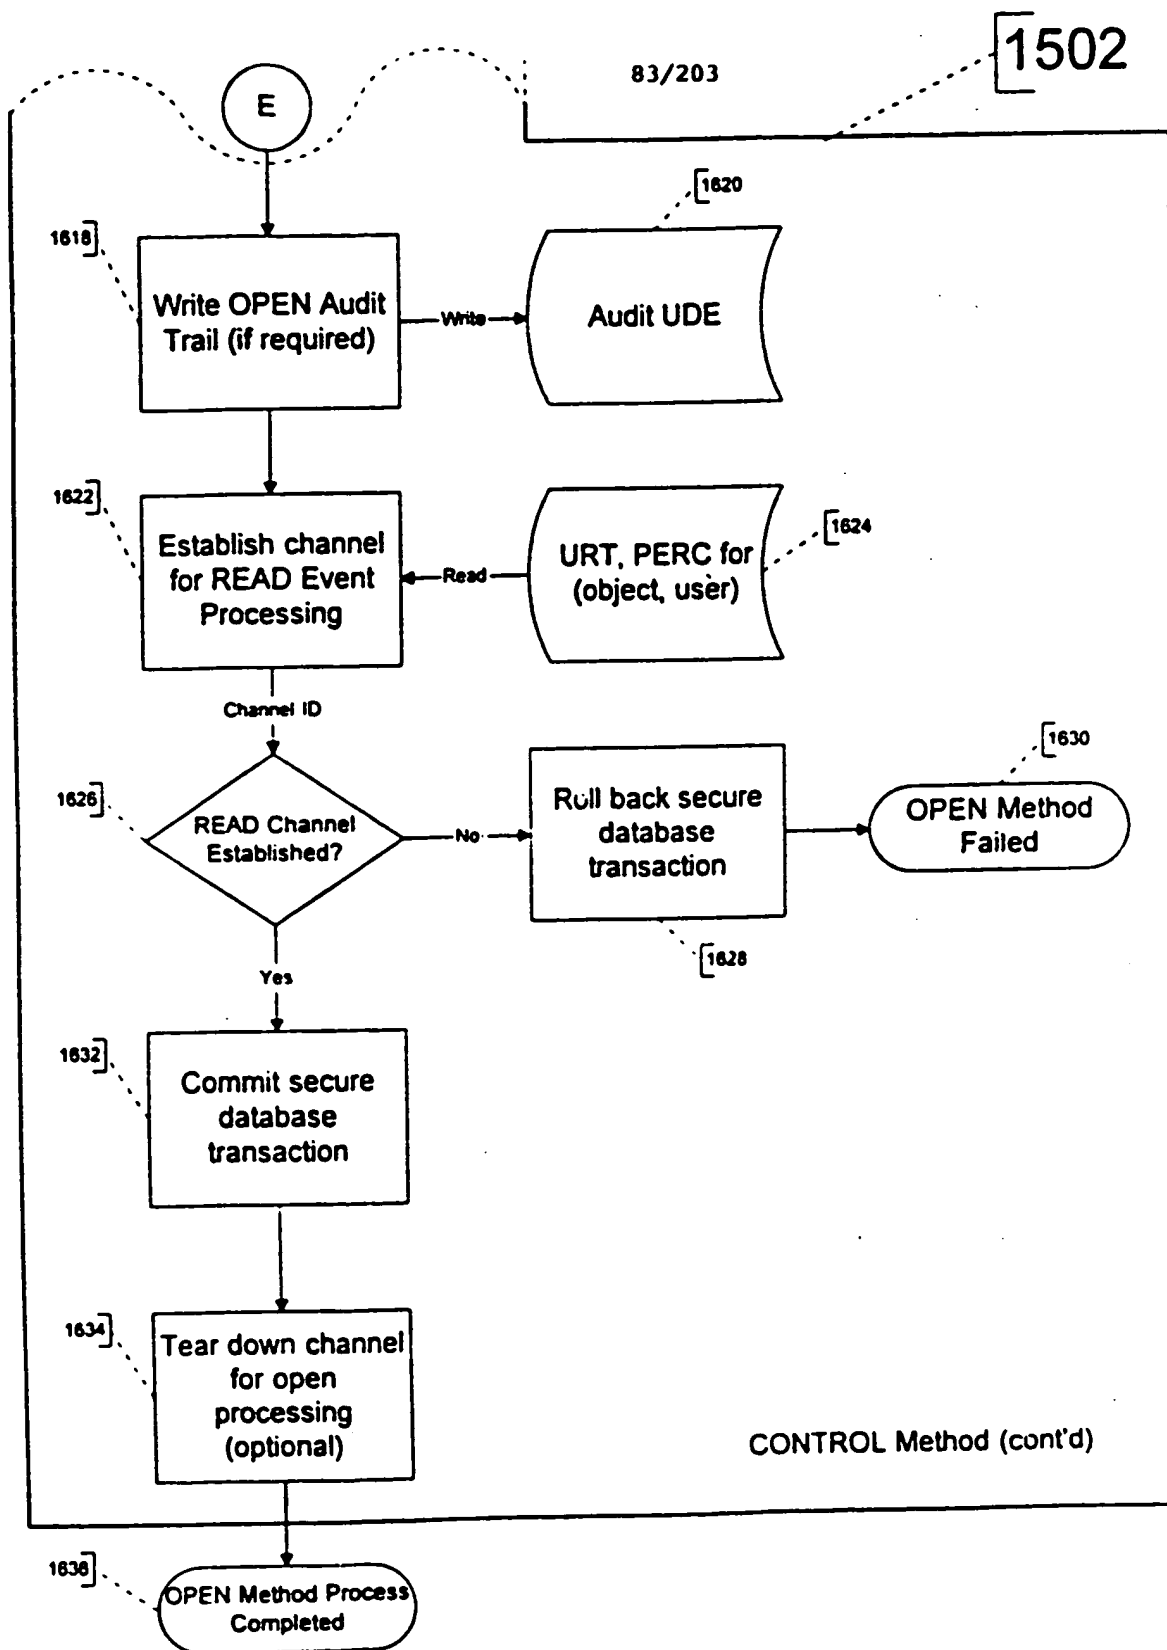 83/203
1502
E
1618
Write OPEN Audit
Trail (if required)
Write
1620
Audit UDE
1622
Establish channel
for READ Event
Processing
Read
URT, PERC for
(object, user)
1624
Channel ID
1626
READ Channel
Established?
No
Roll back secure
database
transaction
1628
1630
OPEN Method
Failed
Yes
1632
Commit secure
database
transaction
1634
Tear down channel
for open
processing
(optional)
CONTROL Method (cont'd)
1636
OPEN Method Process
Completed